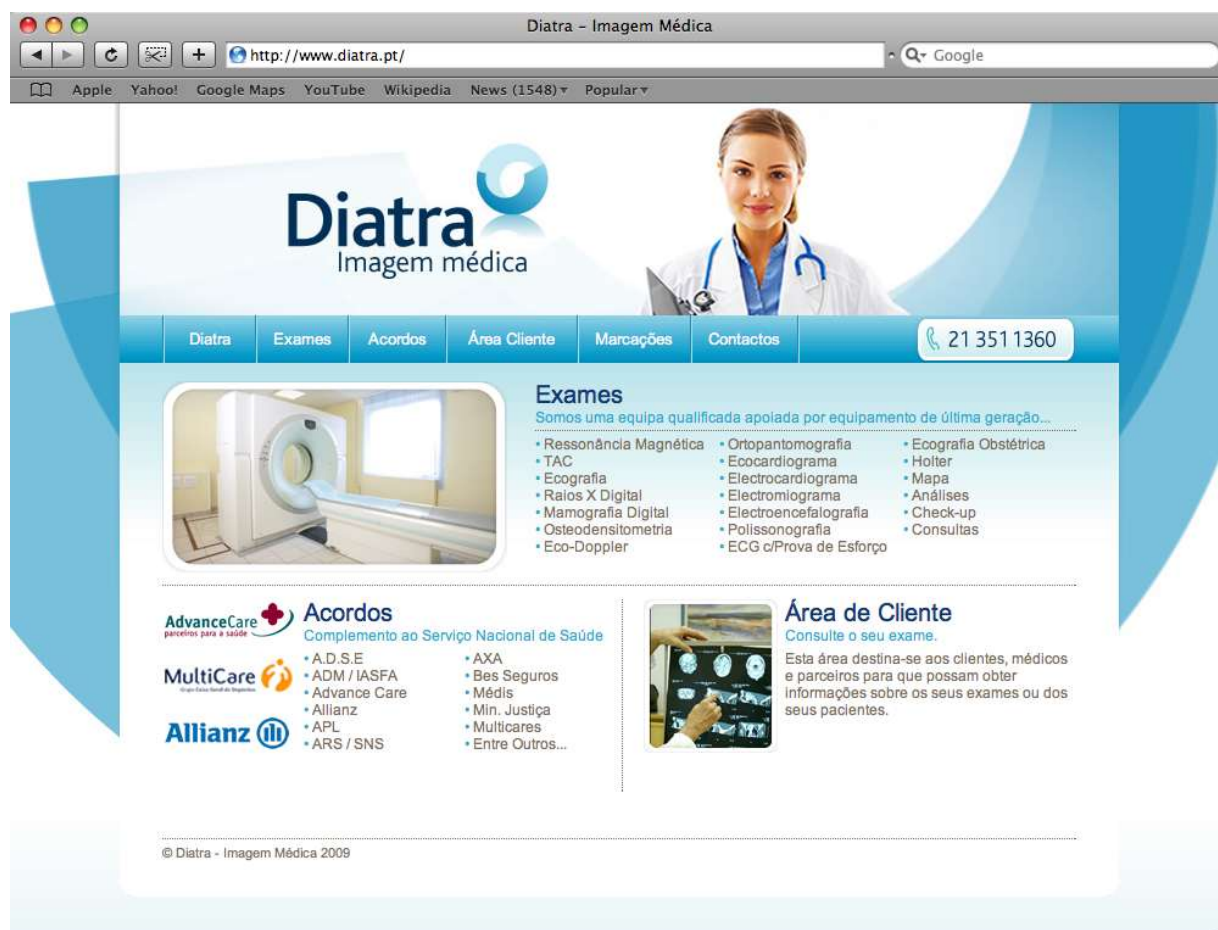 Diatra – Imagem Médica
http://www.diatra.pt/
Google
Apple Yahoo! Google Maps YouTube Wikipedia News (1548) Popular
Diatra
Imagem médica
Diatra Exames Acordos Área Cliente Marcações Contactos 21 351 1360
Exames
Somos uma equipa qualificada apoiada por equipamento de última geração...
• Ressonância Magnética
• TAC
• Ecografia
• Raios X Digital
• Mamografia Digital
• Osteodensitometria
• Eco-Doppler
• Ortopantomografia
• Ecocardiograma
• Electrocardiograma
• Electromiograma
• Electroencefalografia
• Polissonografia
• ECG c/Prova de Esforço
• Ecografia Obstétrica
• Holter
• Mapa
• Análises
• Check-up
• Consultas
AdvanceCare
parceiros para a saúde
MultiCare
Grupo Caixa Geral de Depósitos
Allianz
Acordos
Complemento ao Serviço Nacional de Saúde
• A.D.S.E
• ADM / IASFA
• Advance Care
• Allianz
• APL
• ARS / SNS
• AXA
• Bes Seguros
• Médis
• Min. Justiça
• Multicares
• Entre Outros...
Área de Cliente
Consulte o seu exame.
Esta área destina-se aos clientes, médicos
e parceiros para que possam obter
informações sobre os seus exames ou dos
seus pacientes.
© Diatra - Imagem Médica 2009